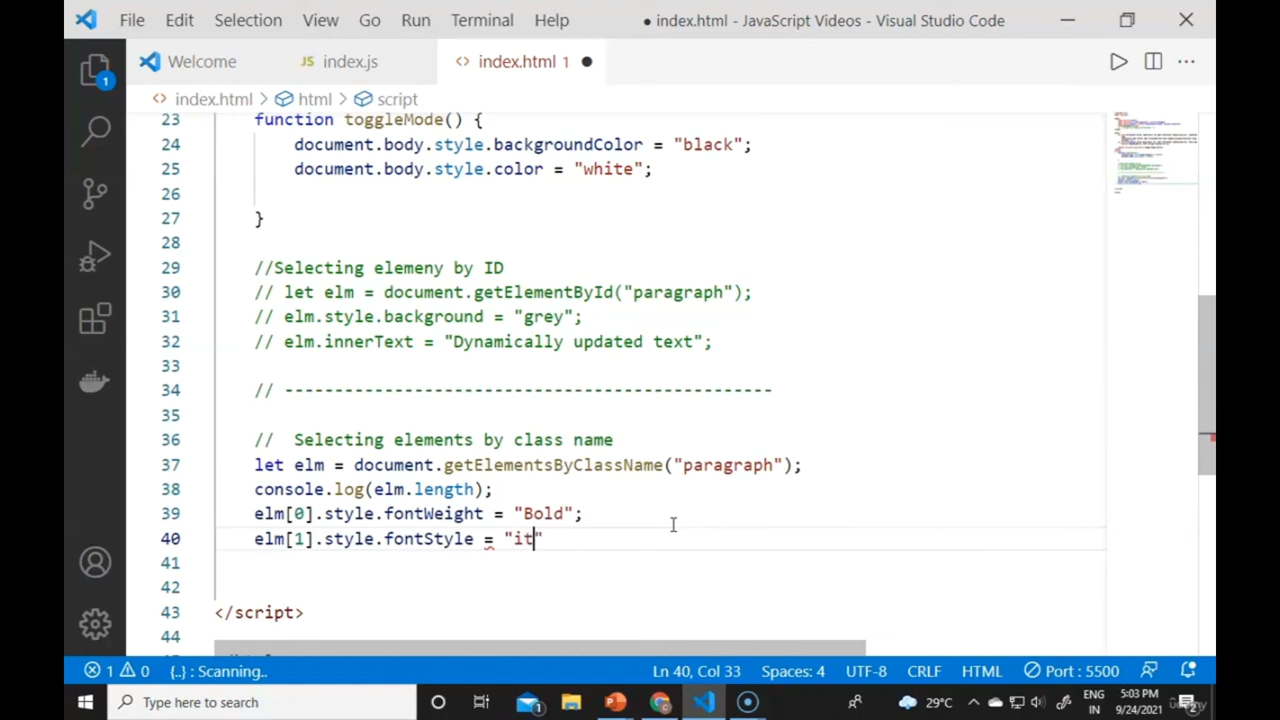 File Edit Selection View Go Run Terminal Help ● index.html - JavaScript Videos - Visual Studio Code
Welcome JS index.js <> index.html 1 ●
<> index.html > html > script
1
23 function toggleMode() {
24 document.body.style.backgroundColor = "black";
25 document.body.style.color = "white";
26
27 }
28
29 //Selecting elemeny by ID
30 // let elm = document.getElementById("paragraph");
31 // elm.style.background = "grey";
32 // elm.innerText = "Dynamically updated text";
33
34 // -------------------------------------------------
35
36 // Selecting elements by class name
37 let elm = document.getElementsByClassName("paragraph");
38 console.log(elm.length);
39 elm[0].style.fontWeight = "Bold";
40 elm[1].style.fontStyle = "it"
41
42
43 </script>
44
1 0 {..} : Scanning.. Ln 40, Col 33 Spaces: 4 UTF-8 CRLF HTML Port : 5500
Type here to search 1 29°C ENG IN 5:03 PM 9/24/2021 2